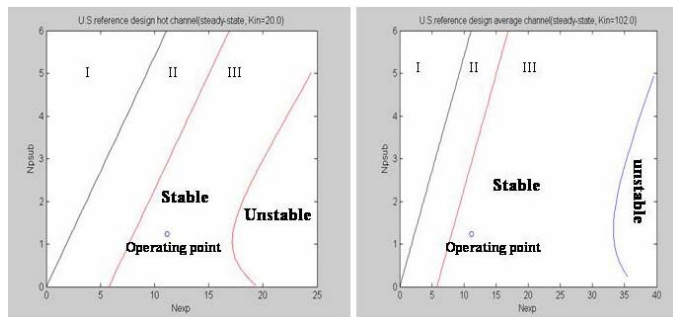 U.S.reference design hot channel(steady-state, Kin=20.0)
6
5
4
3
2
1
0
Npsub
I
II
III
Stable
Unstable
Operating point
0
5
10
15
20
25
Nexp
U.S.reference design average channel(steady-state, Kin=102.0)
6
5
4
3
2
1
0
Npsub
I
II
III
Stable
unstable
Operating point
0
5
10
15
20
25
30
35
40
Nexp